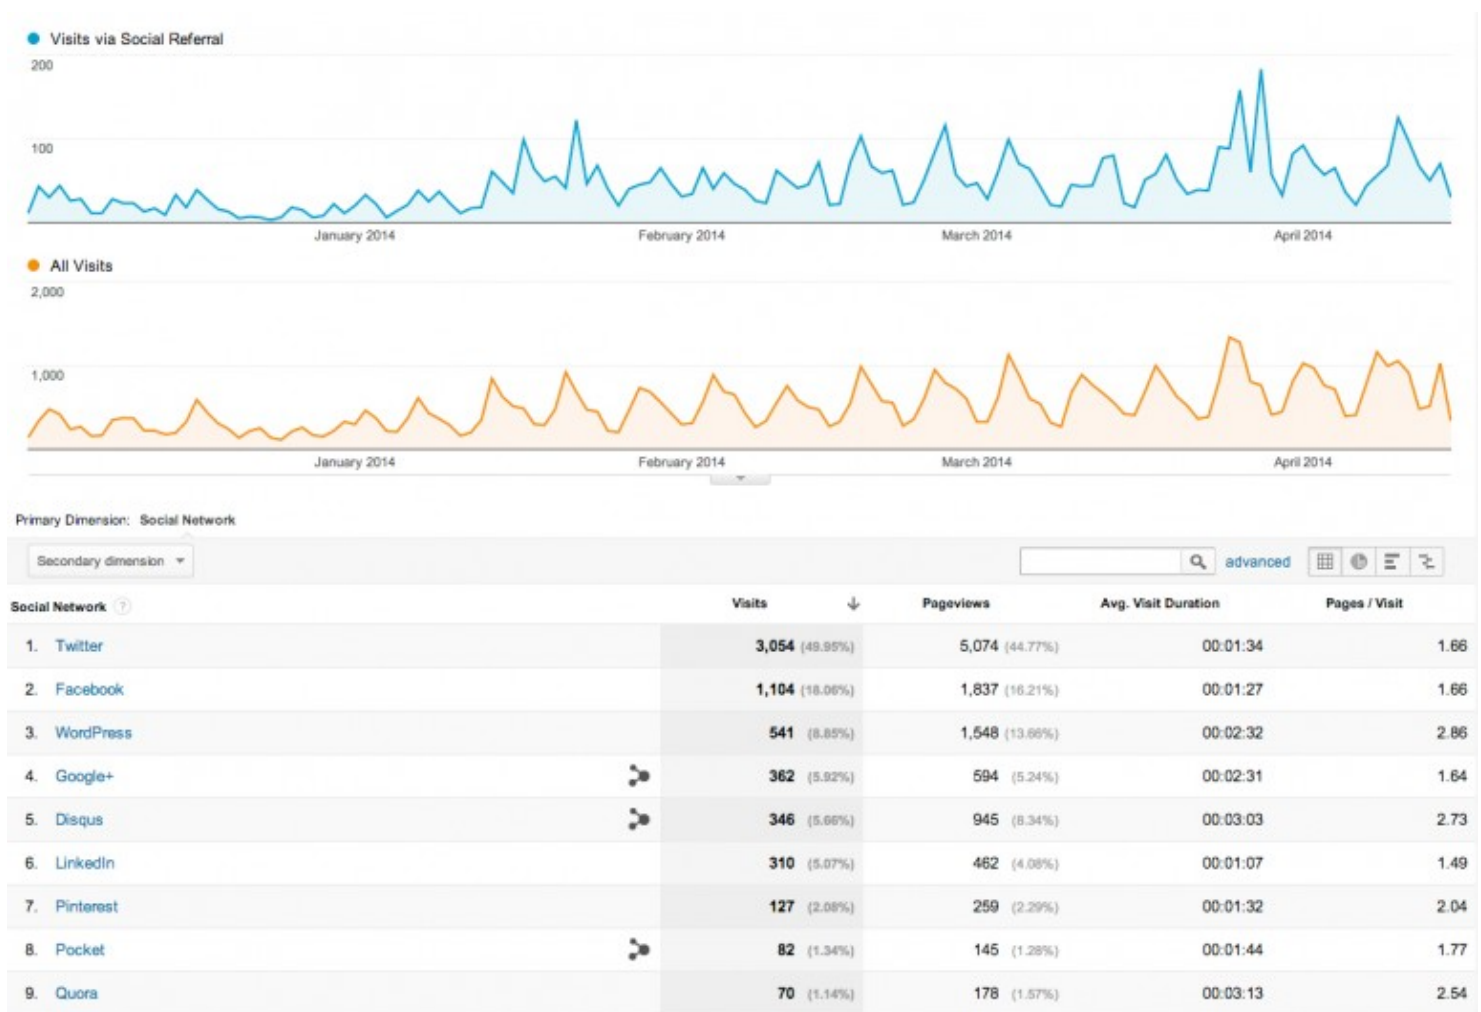 Visits via Social Referral
200
100
January 2014 February 2014 March 2014 April 2014
All Visits
2,000
1,000
January 2014 February 2014 March 2014 April 2014
Primary Dimension: Social Network
Secondary dimension advanced
Social Network ? Visits Pageviews Avg. Visit Duration Pages / Visit
1. Twitter 3,054 (49.95%) 5,074 (44.77%) 00:01:34 1.66
2. Facebook 1,104 (18.06%) 1,837 (16.21%) 00:01:27 1.66
3. WordPress 541 (8.85%) 1,548 (13.66%) 00:02:32 2.86
4. Google+ 362 (5.92%) 594 (5.24%) 00:02:31 1.64
5. Disqus 346 (5.66%) 945 (8.34%) 00:03:03 2.73
6. LinkedIn 310 (5.07%) 462 (4.08%) 00:01:07 1.49
7. Pinterest 127 (2.08%) 259 (2.29%) 00:01:32 2.04
8. Pocket 82 (1.34%) 145 (1.28%) 00:01:44 1.77
9. Quora 70 (1.14%) 178 (1.57%) 00:03:13 2.54